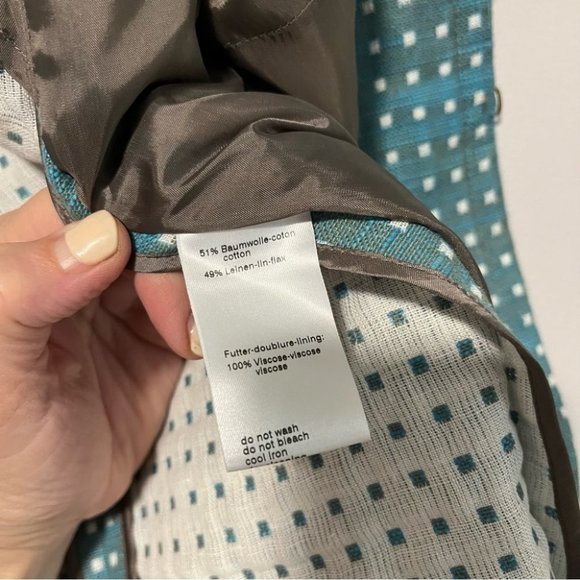 51% Baumwolle-coton
cotton
49% Leinen-lin-flax
Futter-doublure-lining:
100% Viscose-viscose
viscose
do not wash
do not bleach
cool iron